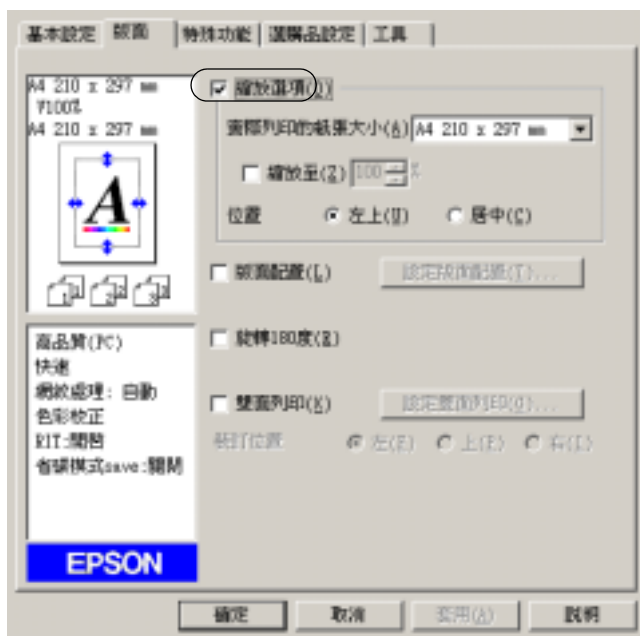 基本設定 版面 特殊功能 選購品設定 工具
A4 210 x 297 mm
100%
A4 210 x 297 mm
A
1 1 2 2 3 3
高品質(PC)
快速
網紋處理: 自動
色彩校正
RIT:開啟
省碳模式save:關閉
EPSON
縮放選項(O)
實際列印的紙張大小(A) A4 210 x 297 mm
縮放至(Z) 100 %
位置 左上(U) 居中(C)
版面配置(L) 設定版面配置(T)...
旋轉180度(R)
雙面列印(X) 設定雙面列印(O)...
裝訂位置 左(E) 上(F) 右(I)
確定 取消 套用(A) 說明